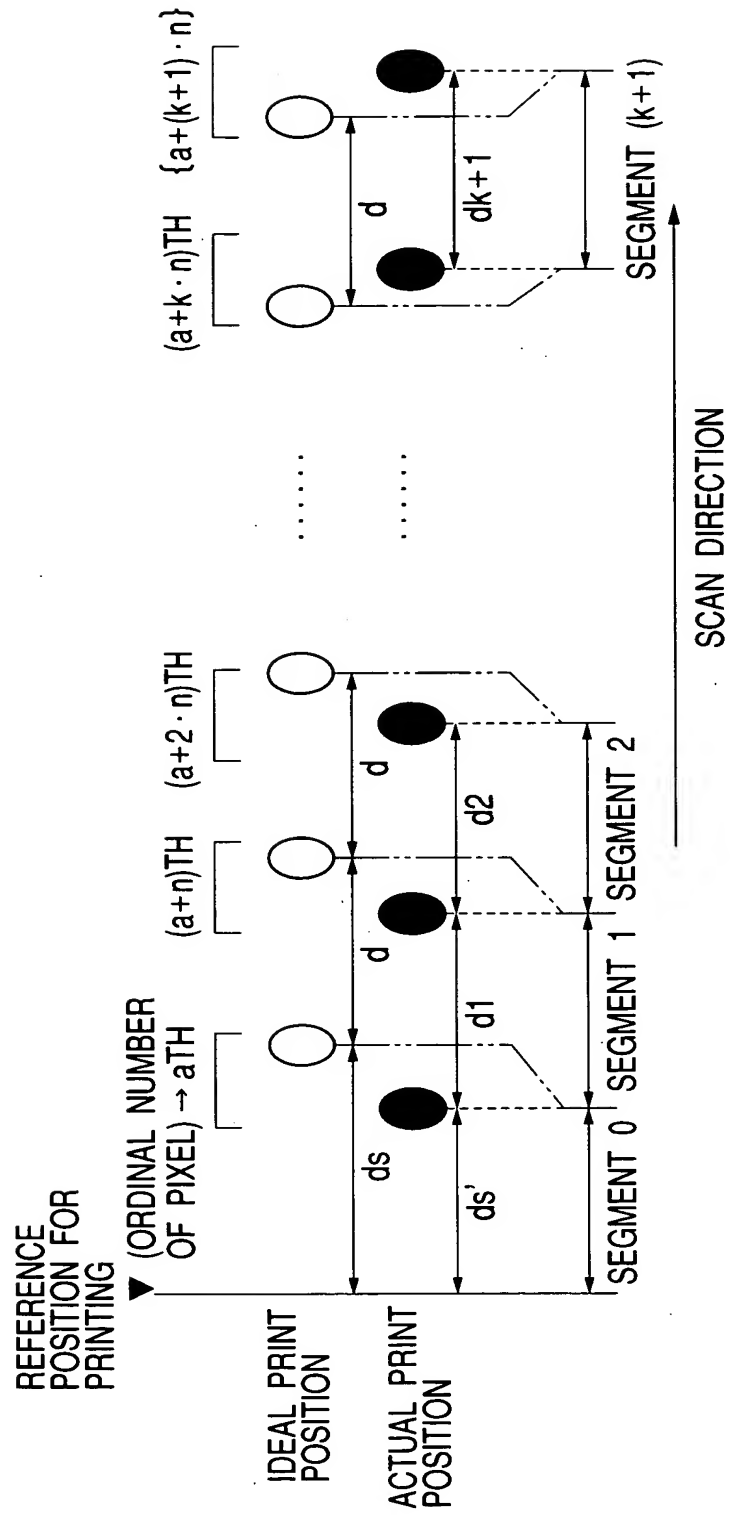 REFERENCE
POSITION FOR
PRINTING
(ORDINAL NUMBER
OF PIXEL) → aTH
(a+n)TH
(a+2·n)TH
(a+k·n)TH
{a+(k+1)·n}
IDEAL PRINT
POSITION
ds
d
d
......
d
ACTUAL PRINT
POSITION
ds'
d1
d2
......
dk+1
SEGMENT 0
SEGMENT 1
SEGMENT 2
SEGMENT (k+1)
SCAN DIRECTION